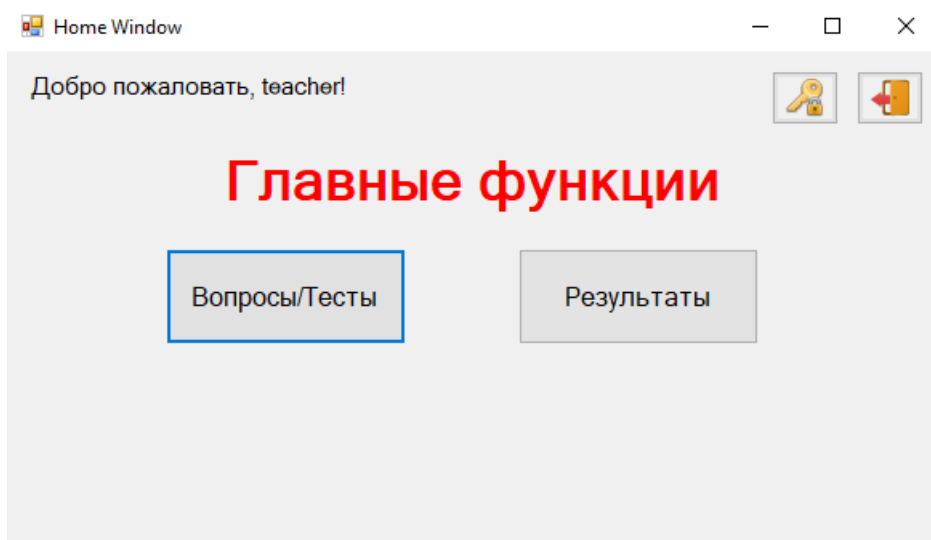 Home Window
Добро пожаловать, teacher!
Главные функции
Вопросы/Тесты
Результаты